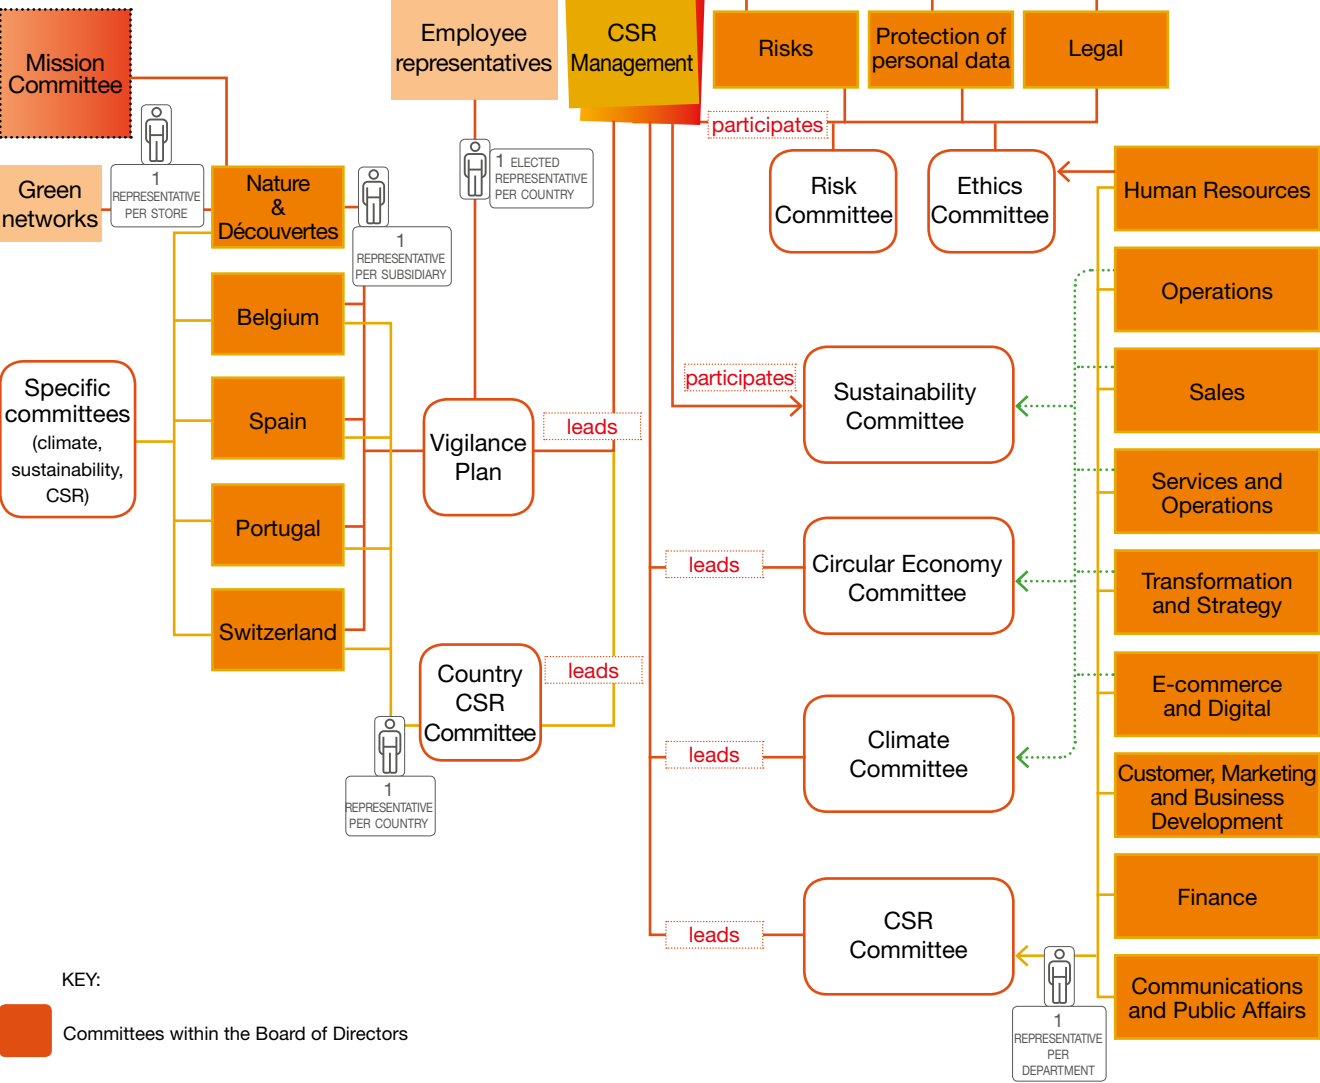 Mission
Committee
Employee
representatives
CSR
Management
Risks
Protection of
personal data
Legal
participates
Green
networks
1
REPRESENTATIVE
PER STORE
Nature
&
Découvertes
1
REPRESENTATIVE
PER SUBSIDIARY
1 ELECTED
REPRESENTATIVE
PER COUNTRY
Risk
Committee
Ethics
Committee
Human Resources
Belgium
Operations
Specific
committees
(climate,
sustainability,
CSR)
Spain
Vigilance
Plan
leads
participates
Sustainability
Committee
Sales
Services and
Operations
Portugal
leads
Circular Economy
Committee
Transformation
and Strategy
Switzerland
Country
CSR
Committee
leads
E-commerce
and Digital
1
REPRESENTATIVE
PER COUNTRY
leads
Climate
Committee
Customer, Marketing
and Business
Development
Finance
leads
CSR
Committee
Communications
and Public Affairs
1
REPRESENTATIVE
PER
DEPARTMENT
KEY:
Committees within the Board of Directors